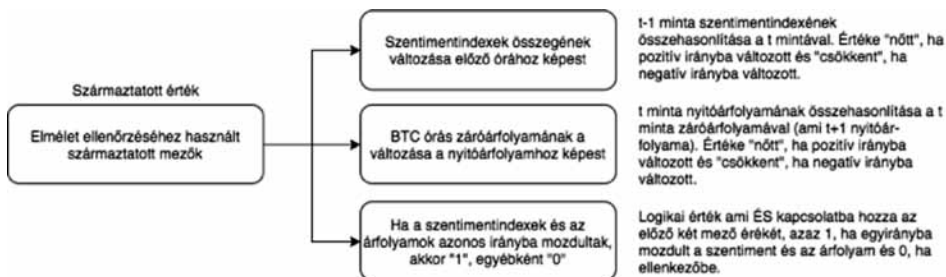 Származtatott érték
Elmélet ellenőrzéséhez használt
származtatott mezők
Szentimentindexek összegének
változása előző órához képest
t-1 minta szentimentindexének
összehasonlítása a t mintával. Értéke "nőtt", ha
pozitív irányba változott és "csökkent", ha
negatív irányba változott.
BTC órás záróárfolyamának a
változása a nyitóárfolyamhoz képest
t minta nyitóárfolyamának összehasonlítása a t
minta záróárfolyamával (ami t+1 nyitóár-
folyama). Értéke "nőtt", ha pozitív irányba
változott és "csökkent", ha negatív irányba
változott.
Ha a szentimentindexek és az
árfolyamok azonos irányba mozdultak,
akkor "1", egyébként "0"
Logikai érték ami ÉS kapcsolatba hozza az
előző két mező érékét, azaz 1, ha egyirányba
mozdult a szentiment és az árfolyam és 0, ha
ellenkezőbe.